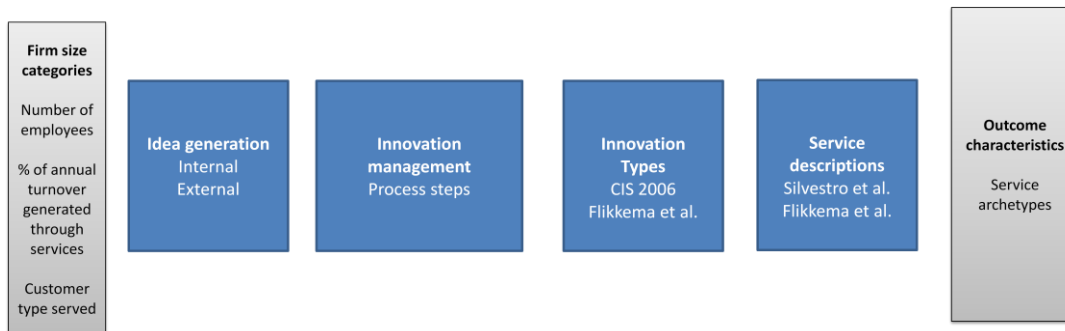 Firm size
categories
Number of
employees
% of annual
turnover
generated
through
services
Customer
type served
Idea generation
Internal
External
Innovation
management
Process steps
Innovation
Types
CIS 2006
Flikkema et al.
Service
descriptions
Silvestro et al.
Flikkema et al.
Outcome
characteristics
Service
archetypes